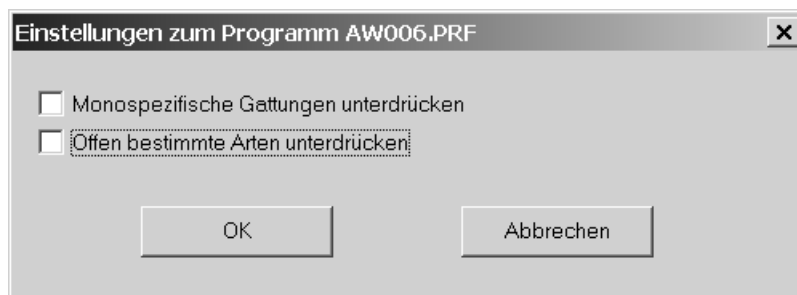 Einstellungen zum Programm AW006.PRF
Monospezifische Gattungen unterdrücken
Offen bestimmte Arten unterdrücken
OK Abbrechen